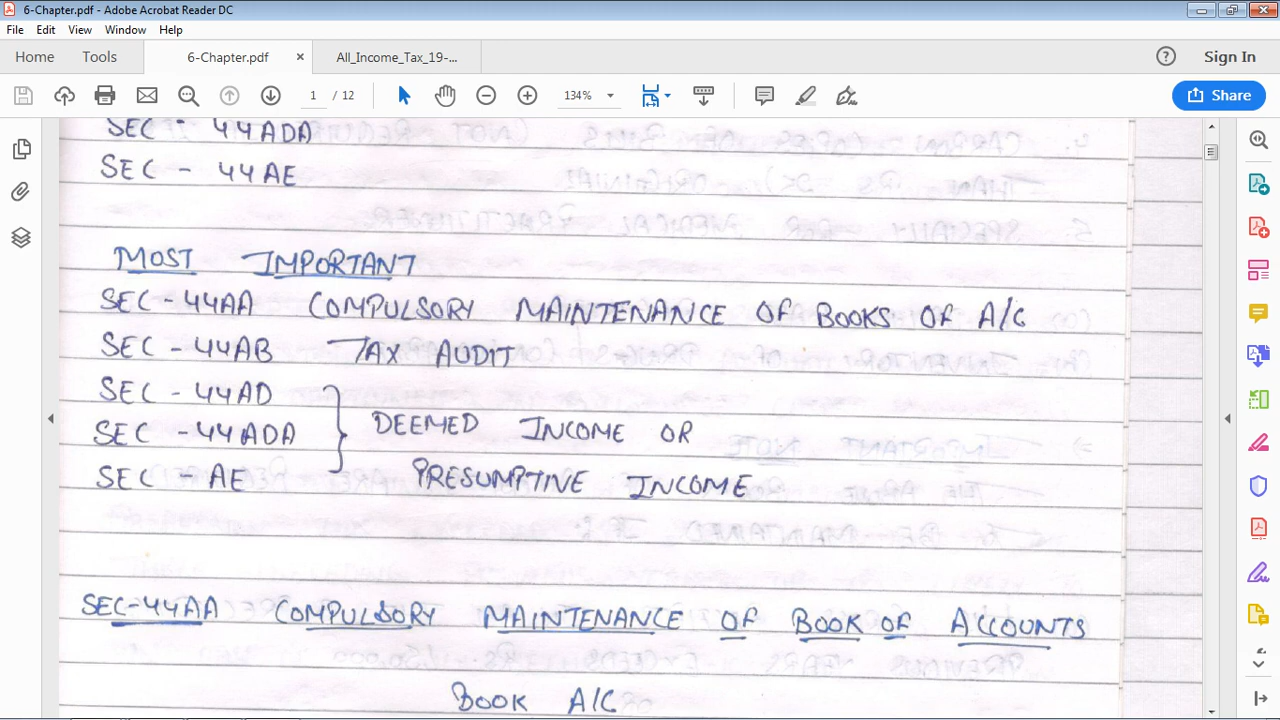 6-Chapter.pdf - Adobe Acrobat Reader DC
File Edit View Window Help
Home Tools 6-Chapter.pdf × All_Income_Tax_19-... ? Sign In
1 / 12 134% Share
SEC - 44ADA
SEC - 44AE
MOST IMPORTANT
SEC-44AA COMPULSORY MAINTENANCE OF BOOKS OF A/C
SEC-44AB TAX AUDIT
SEC-44AD
SEC-44ADA DEEMED INCOME OR
SEC - AE PRESUMPTIVE INCOME
SEC-44AA COMPULSORY MAINTENANCE OF BOOK OF ACCOUNTS
BOOK A/C